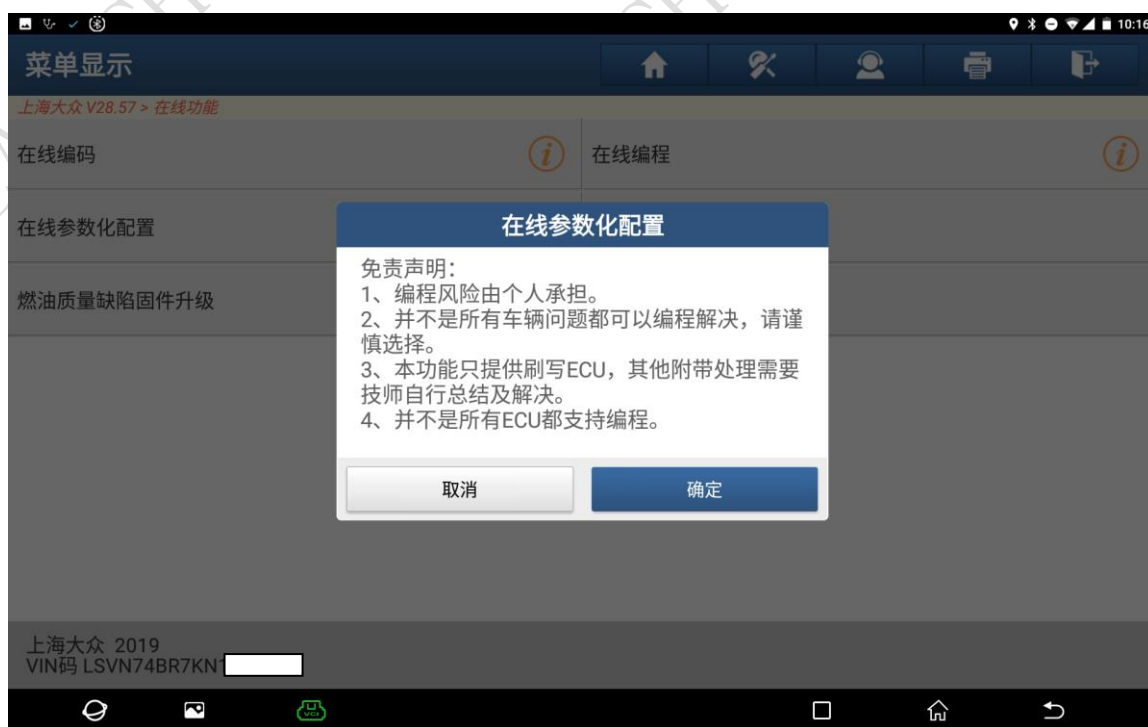 10:16
菜单显示
上海大众 V28.57 > 在线功能
在线编码
在线编程
在线参数化配置
燃油质量缺陷固件升级
在线参数化配置
免责声明：
1、编程风险由个人承担。
2、并不是所有车辆问题都可以编程解决，请谨
慎选择。
3、本功能只提供刷写ECU，其他附带处理需要
技师自行总结及解决。
4、并不是所有ECU都支持编程。
取消
确定
上海大众 2019
VIN码 LSVN74BR7KN
VCI